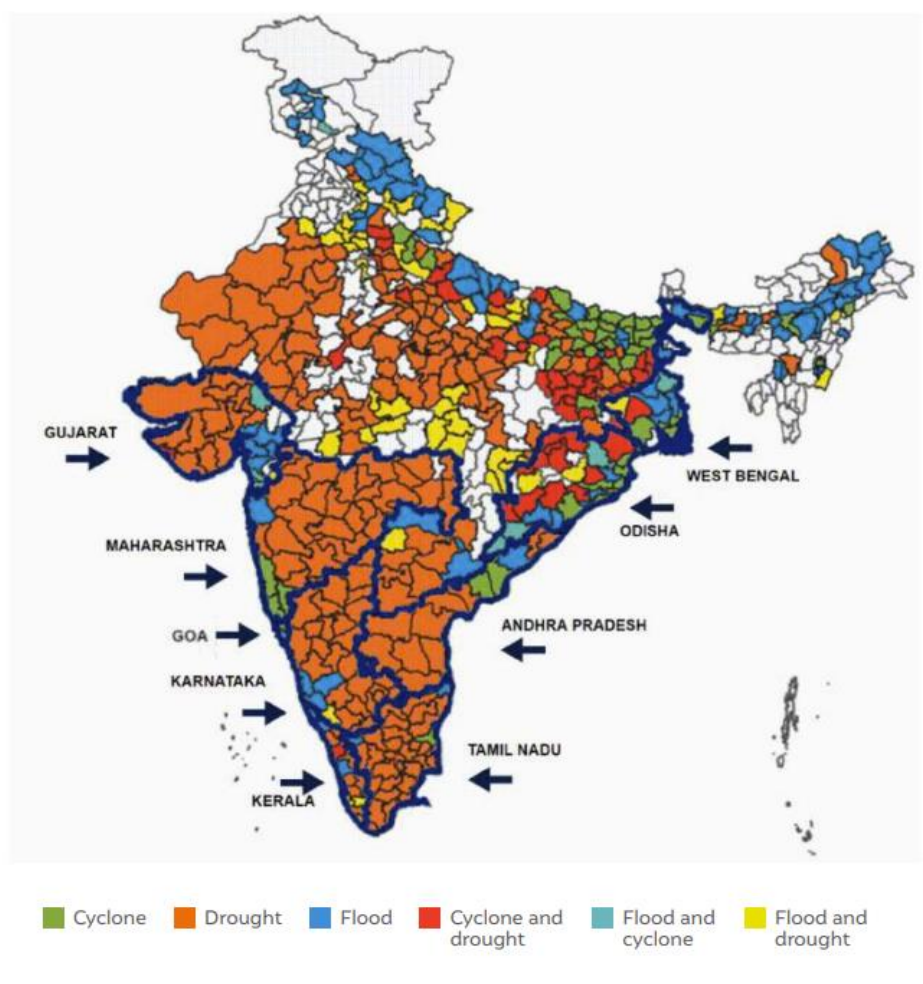 GUJARAT
WEST BENGAL
ODISHA
MAHARASHTRA
ANDHRA PRADESH
GOA
KARNATAKA
TAMIL NADU
KERALA
Cyclone
Drought
Flood
Cyclone and
drought
Flood and
cyclone
Flood and
drought